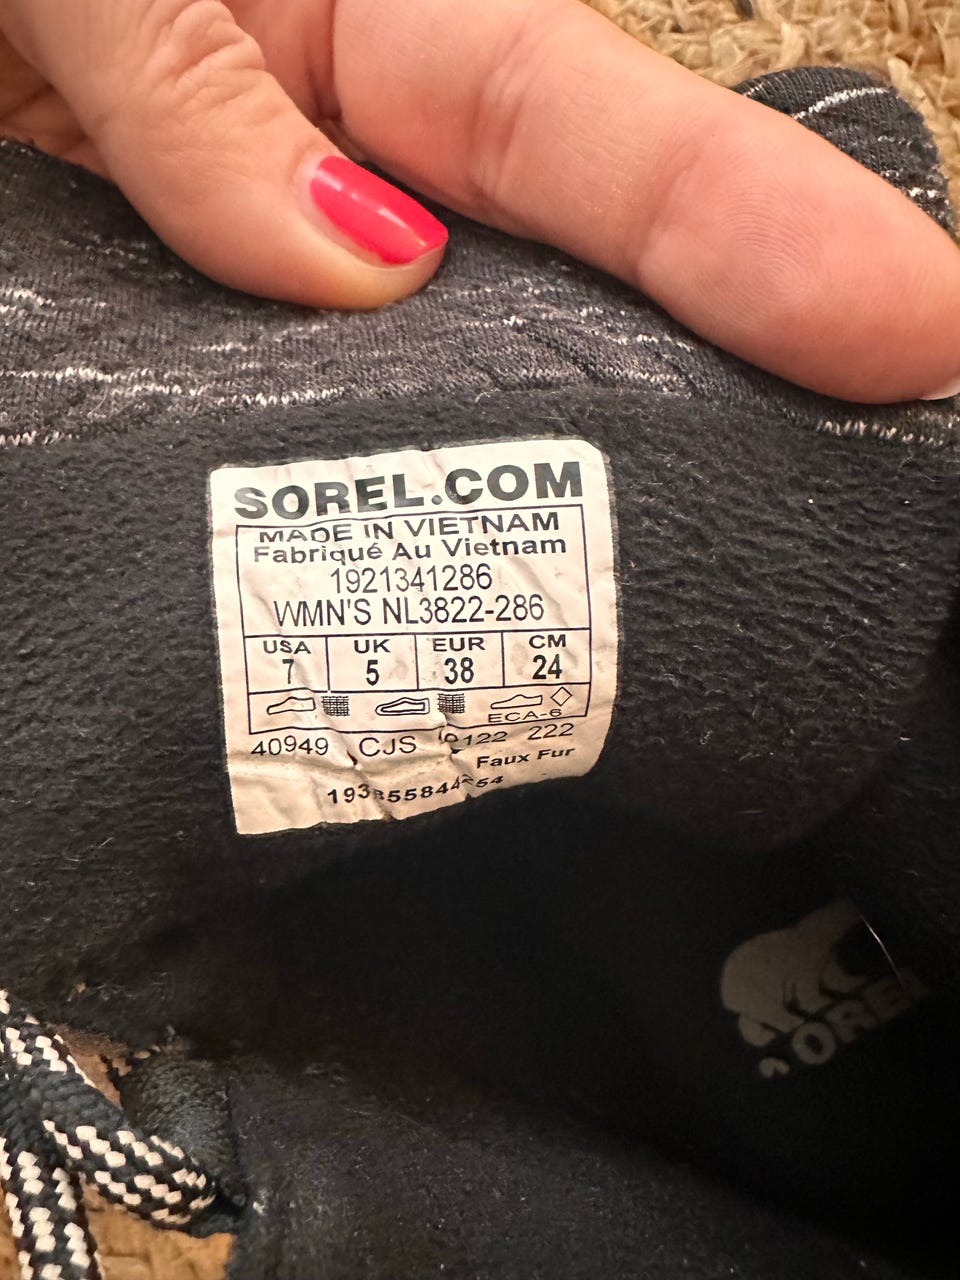 SOREL.COM
MADE IN VIETNAM
Fabriqué Au Vietnam
1921341286
WMN'S NL3822-286
USA UK EUR CM
7 5 38 24
ECA-6
40949 CJS 222
Faux Fur
SOREL